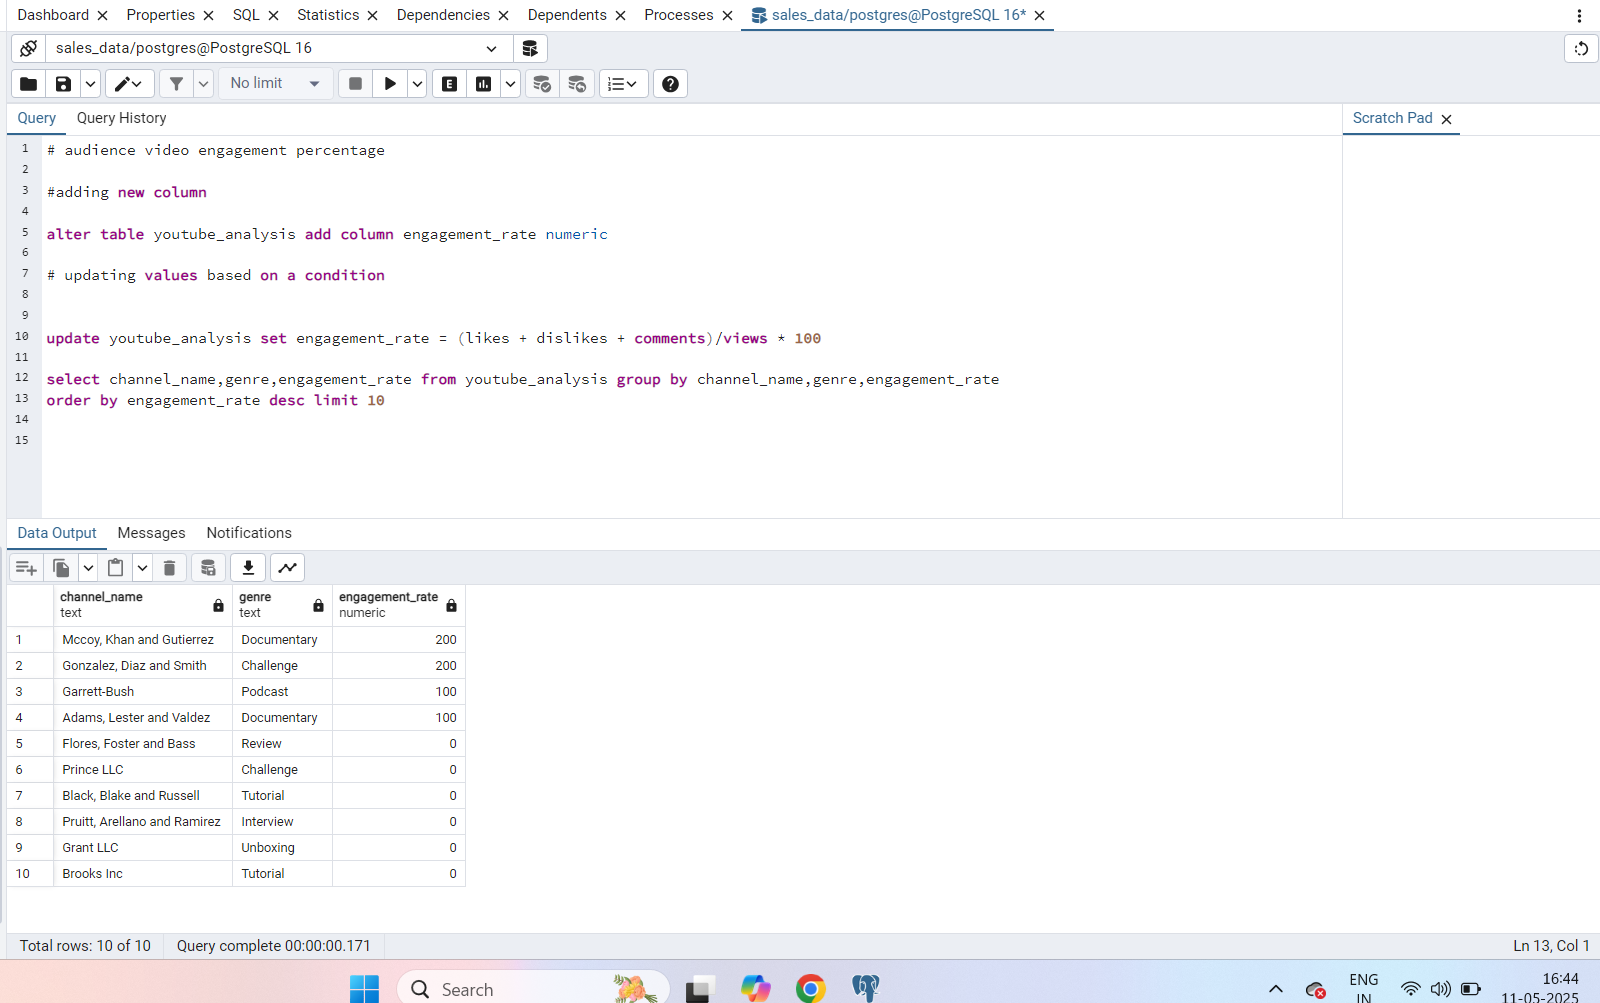 Dashboard Properties SQL Statistics Dependencies Dependents Processes sales_data/postgres@PostgreSQL 16*
sales_data/postgres@PostgreSQL 16
No limit
Query Query History
Scratch Pad
1 # audience video engagement percentage
2
3 #adding new column
4
5 alter table youtube_analysis add column engagement_rate numeric
6
7 # updating values based on a condition
8
9
10 update youtube_analysis set engagement_rate = (likes + dislikes + comments)/views * 100
11
12 select channel_name,genre,engagement_rate from youtube_analysis group by channel_name,genre,engagement_rate
13 order by engagement_rate desc limit 10
14
15
Data Output Messages Notifications
channel_name genre engagement_rate
text text numeric
1 Mccoy, Khan and Gutierrez Documentary 200
2 Gonzalez, Diaz and Smith Challenge 200
3 Garrett-Bush Podcast 100
4 Adams, Lester and Valdez Documentary 100
5 Flores, Foster and Bass Review 0
6 Prince LLC Challenge 0
7 Black, Blake and Russell Tutorial 0
8 Pruitt, Arellano and Ramirez Interview 0
9 Grant LLC Unboxing 0
10 Brooks Inc Tutorial 0
Total rows: 10 of 10 Query complete 00:00:00.171
Ln 13, Col 1
Search
ENG
IN
16:44
11-05-2025